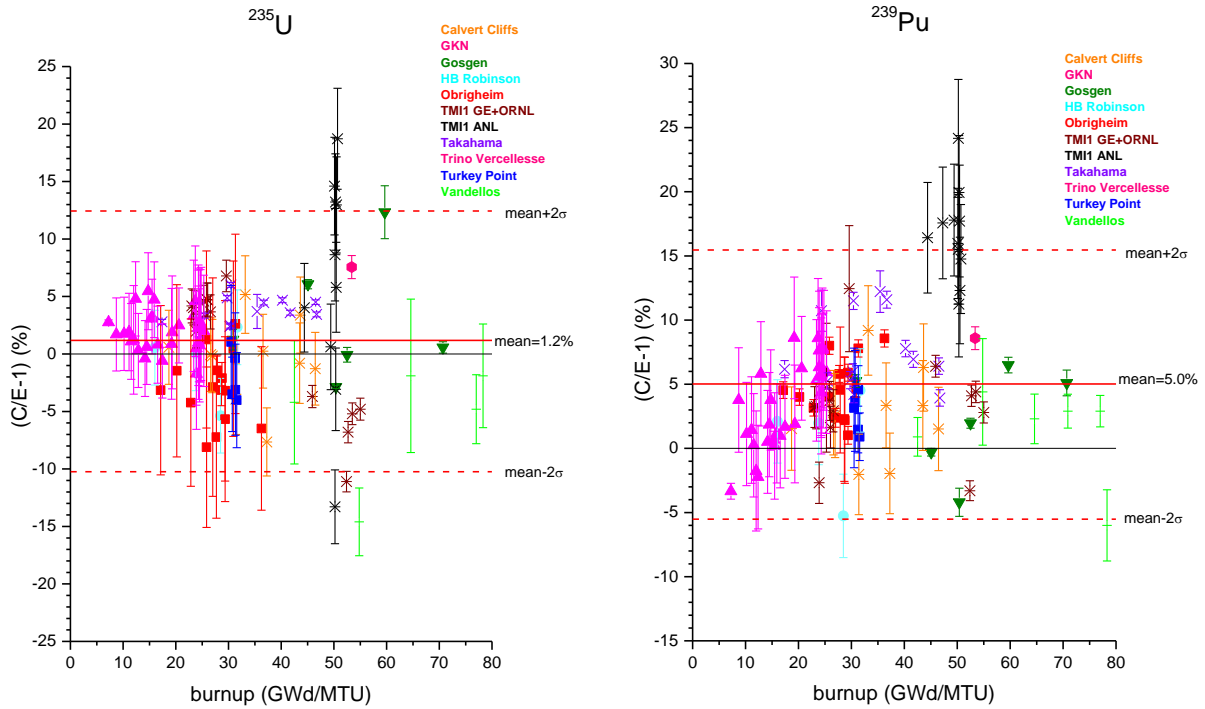 235U
Calvert Cliffs
GKN
Gosgen
HB Robinson
Obrigheim
TMI1 GE+ORNL
TMI1 ANL
Takahama
Trino Vercellesse
Turkey Point
Vandellos
25
20
15
10
5
0
-5
-10
-15
-20
-25
(C/E-1) (%)
mean+2σ
mean=1.2%
mean-2σ
0 10 20 30 40 50 60 70 80
burnup (GWd/MTU)
239Pu
Calvert Cliffs
GKN
Gosgen
HB Robinson
Obrigheim
TMI1 GE+ORNL
TMI1 ANL
Takahama
Trino Vercellesse
Turkey Point
Vandellos
30
25
20
15
10
5
0
-5
-10
-15
(C/E-1) (%)
mean+2σ
mean=5.0%
mean-2σ
0 10 20 30 40 50 60 70 80
burnup (GWd/MTU)